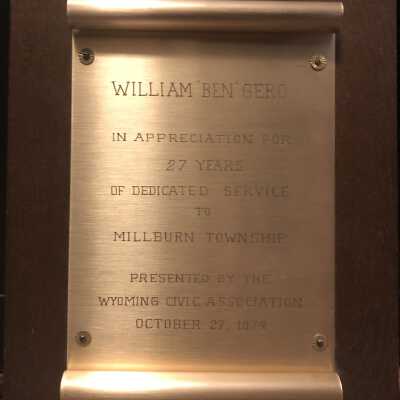 WILLIAM "BEN" GERO
IN APPRECIATION FOR
27 YEARS
OF DEDICATED SERVICE
TO
MILLBURN TOWNSHIP
PRESENTED BY THE
WYOMING CIVIC ASSOCIATION
OCTOBER 27, 1979